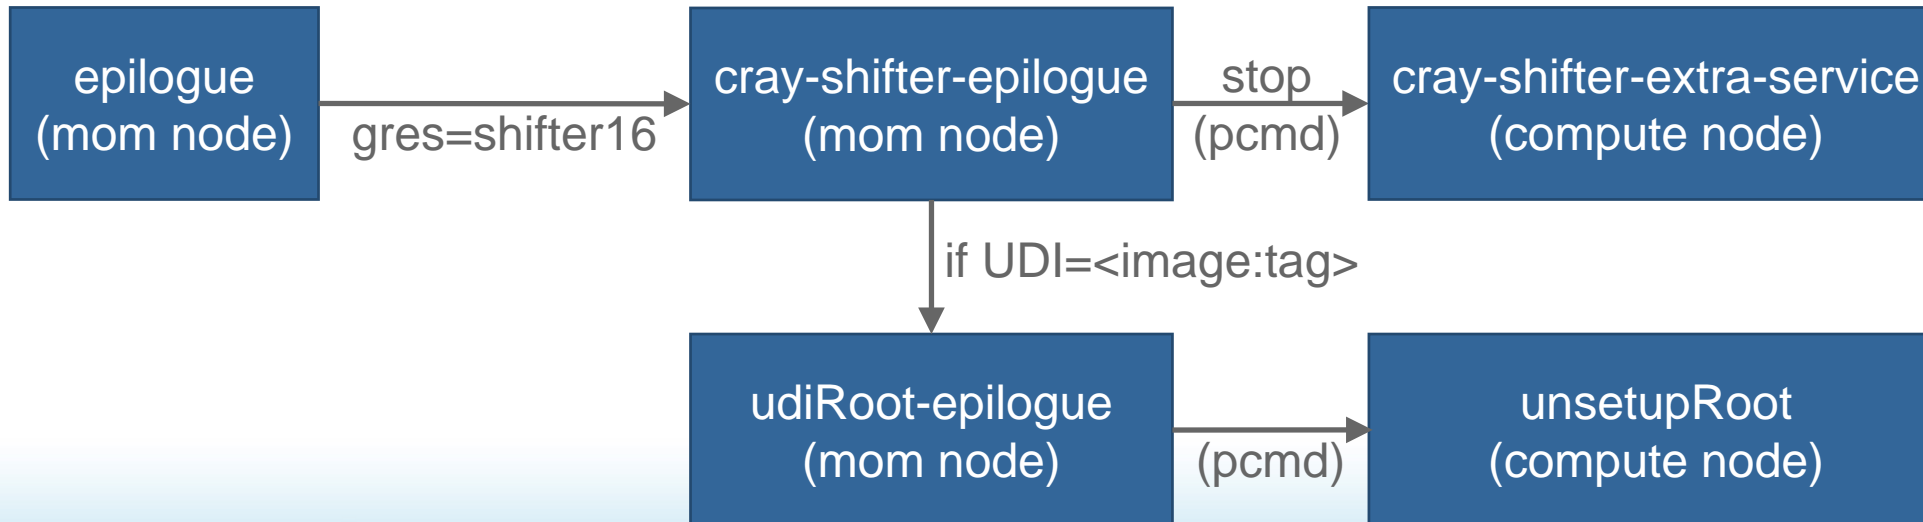 epilogue
(mom node)
gres=shifter16
cray-shifter-epilogue
(mom node)
stop
(pcmd)
cray-shifter-extra-service
(compute node)
if UDI=<image:tag>
udiRoot-epilogue
(mom node)
(pcmd)
unsetupRoot
(compute node)